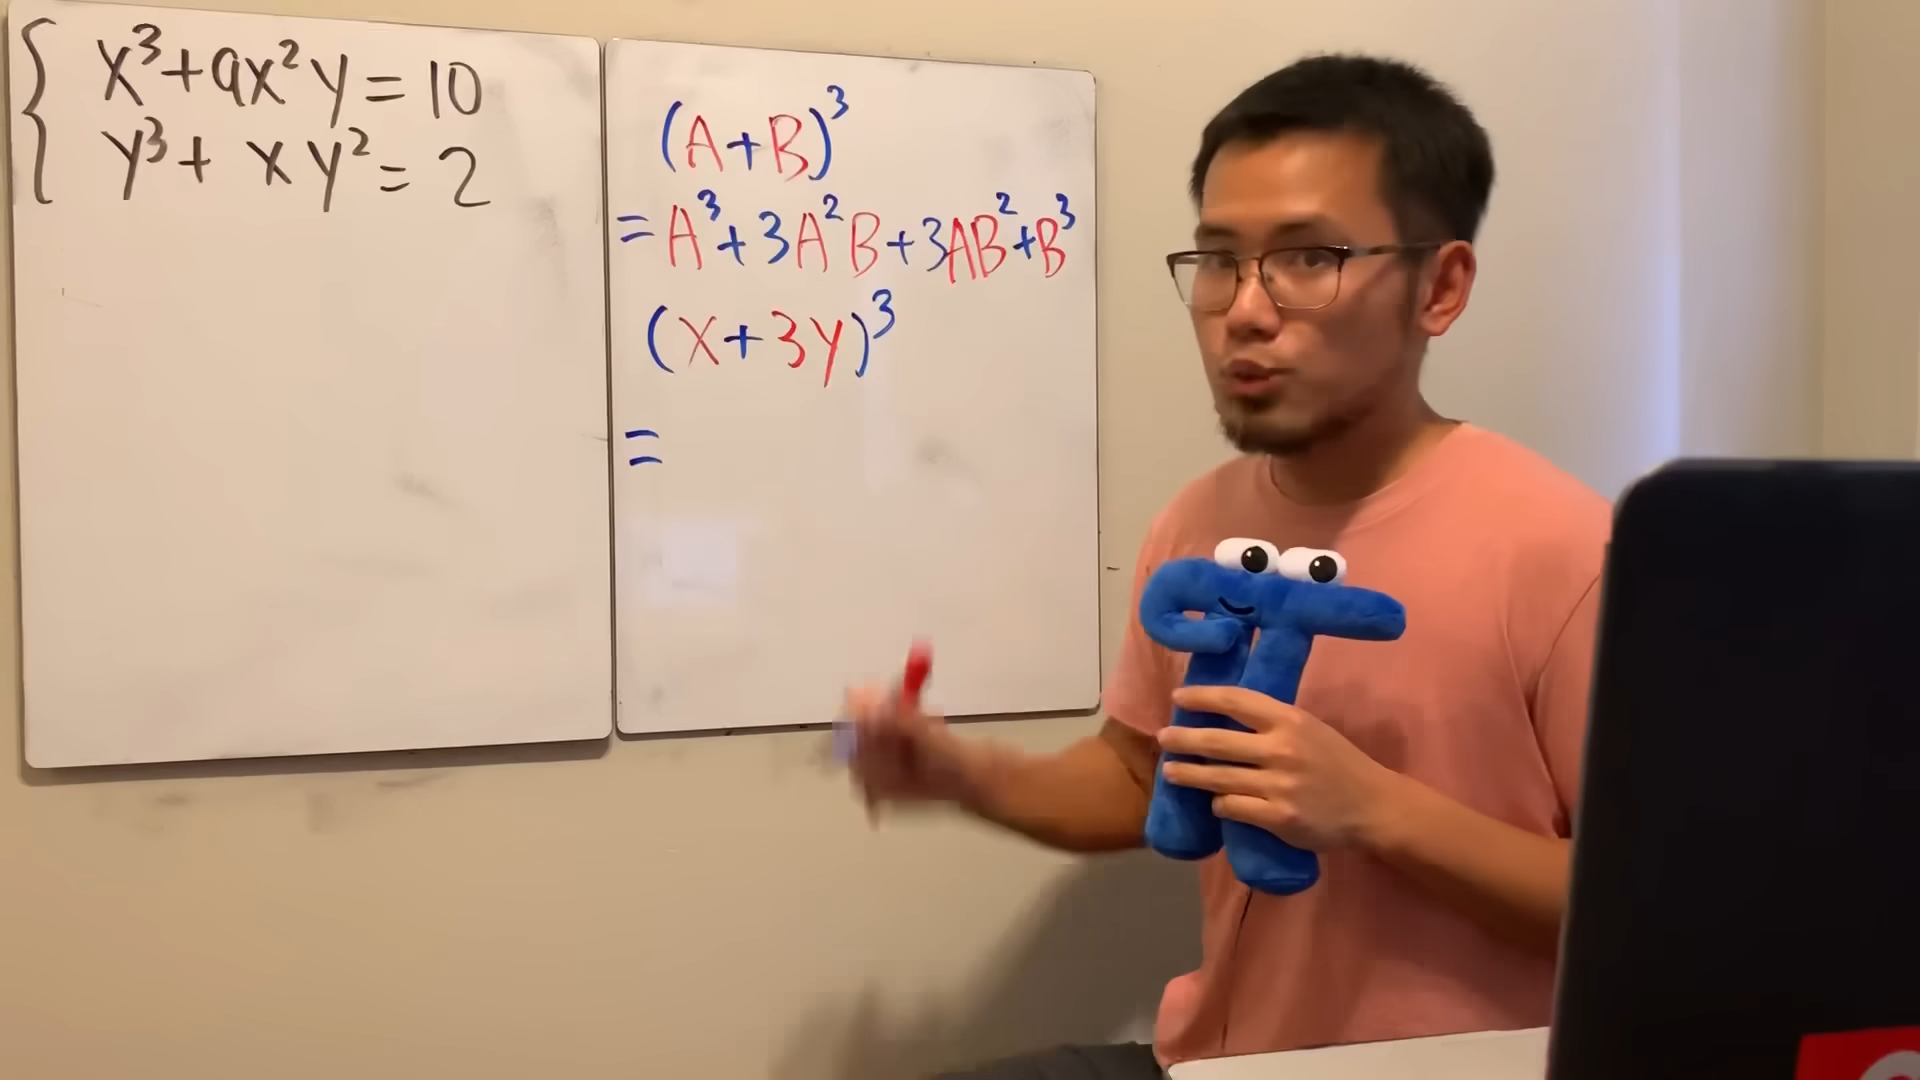 { x³+9x²y=10
y³+ xy²=2
(A+B)³
=A³+3A²B+3AB²+B³
(x+3y)³
=